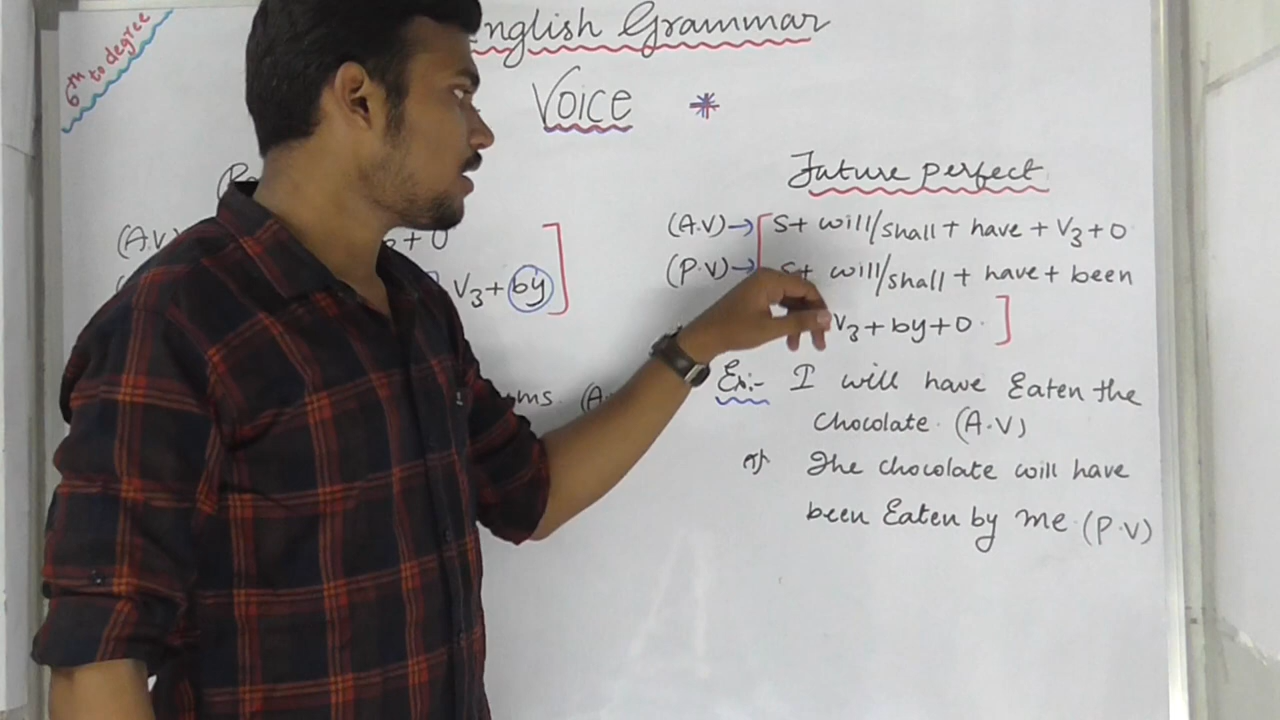 6th to degree
nglish Grammar
Voice *
Future perfect
(A.V) → [ S+ will/shall + have + V3 + O
(P.V) → S+ will/shall + have + been
V3 + by + O. ]
Ex:- I will have Eaten the
Chocolate. (A.V)
The chocolate will have
been Eaten by me. (P.V)
(A.V)
+ O ]
V3 + by